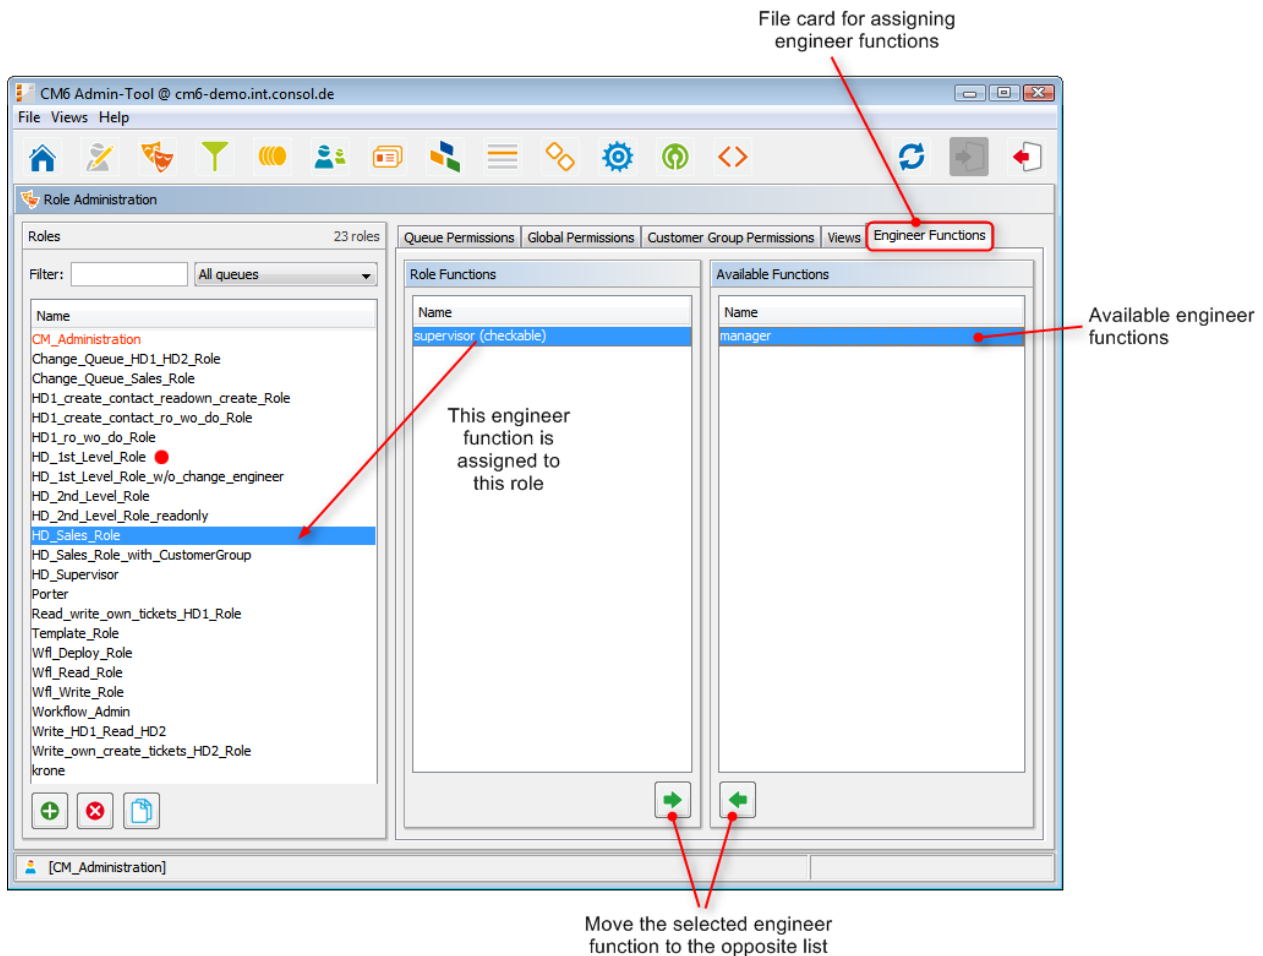 File card for assigning
engineer functions
CM6 Admin-Tool @ cm6-demo.int.consol.de
File Views Help
Role Administration
Roles 23 roles
Filter: All queues
Name
CM_Administration
Change_Queue_HD1_HD2_Role
Change_Queue_Sales_Role
HD1_create_contact_readown_create_Role
HD1_create_contact_ro_wo_do_Role
HD1_ro_wo_do_Role
HD_1st_Level_Role
HD_1st_Level_Role_w/o_change_engineer
HD_2nd_Level_Role
HD_2nd_Level_Role_readonly
HD_Sales_Role
HD_Sales_Role_with_CustomerGroup
HD_Supervisor
Porter
Read_write_own_tickets_HD1_Role
Template_Role
Wfl_Deploy_Role
Wfl_Read_Role
Wfl_Write_Role
Workflow_Admin
Write_HD1_Read_HD2
Write_own_create_tickets_HD2_Role
krone
Queue Permissions Global Permissions Customer Group Permissions Views Engineer Functions
Role Functions
Name
supervisor (checkable)
This engineer
function is
assigned to
this role
Available Functions
Name
manager
Available engineer
functions
[CM_Administration]
Move the selected engineer
function to the opposite list